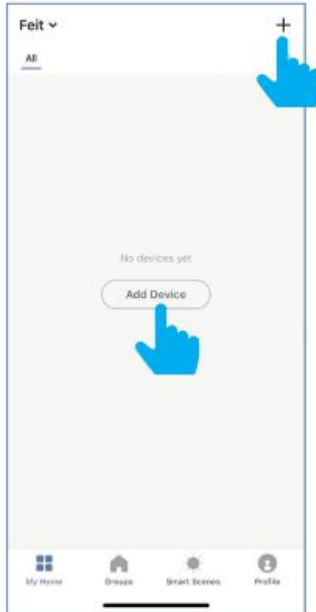 Feit
All
No devices yet
Add Device
My Home Groups Smart Scenes Profile